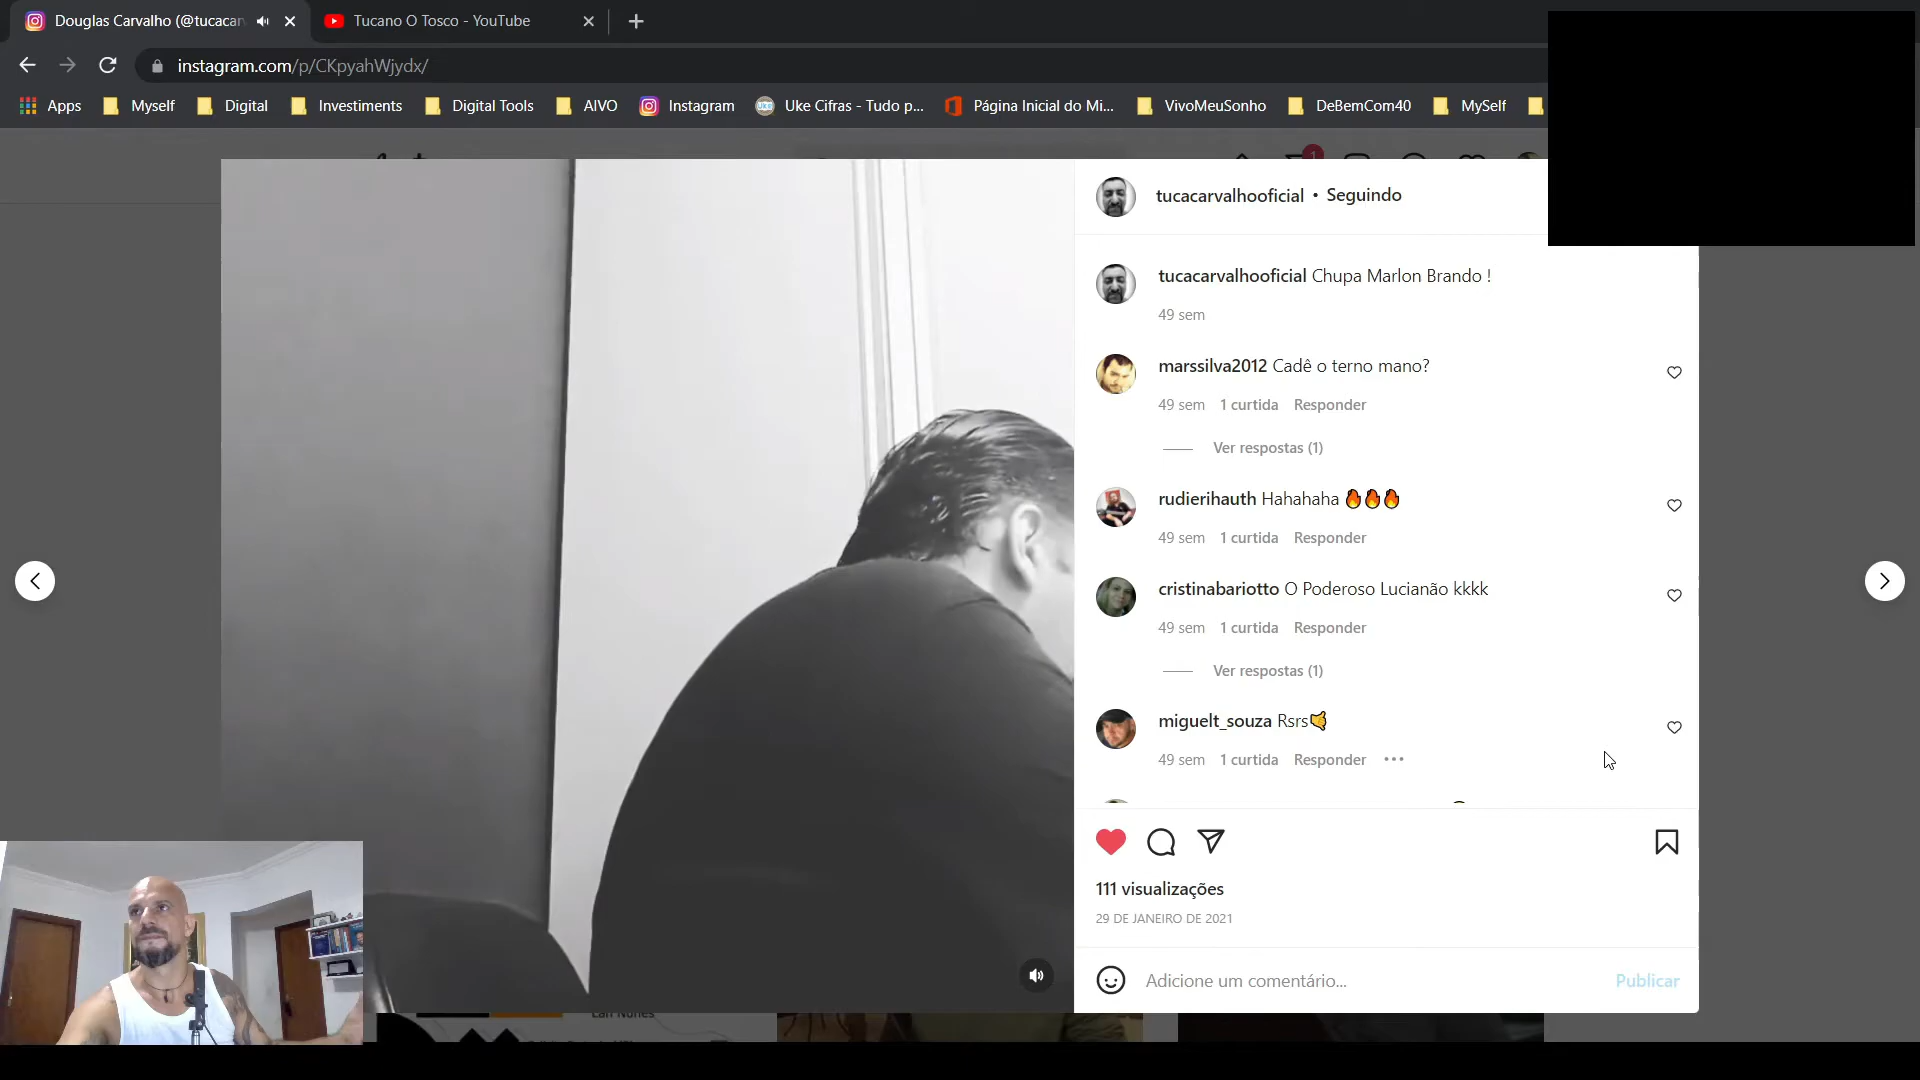 Douglas Carvalho (@tucacar
Tucano O Tosco - YouTube
instagram.com/p/CKpyahWjydx/
Apps
Myself
Digital
Investiments
Digital Tools
AIVO
Instagram
Uke Cifras - Tudo p...
Página Inicial do Mi...
VivoMeuSonho
DeBemCom40
MySelf
1
tucacarvalhooficial • Seguindo
tucacarvalhooficial Chupa Marlon Brando !
49 sem
marssilva2012 Cadê o terno mano?
49 sem 1 curtida Responder
Ver respostas (1)
rudierihauth Hahahaha 🔥🔥🔥
49 sem 1 curtida Responder
cristinabariotto O Poderoso Lucianão kkkk
49 sem 1 curtida Responder
Ver respostas (1)
miguelt_souza Rsrs🤙
49 sem 1 curtida Responder •••
111 visualizações
29 DE JANEIRO DE 2021
Adicione um comentário...
Publicar